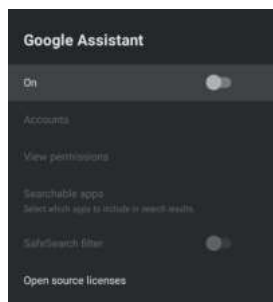 Google Assistant
On
Accounts
View permissions
Searchable apps
Select which apps to include in search results
SafeSearch filter
Open source licenses